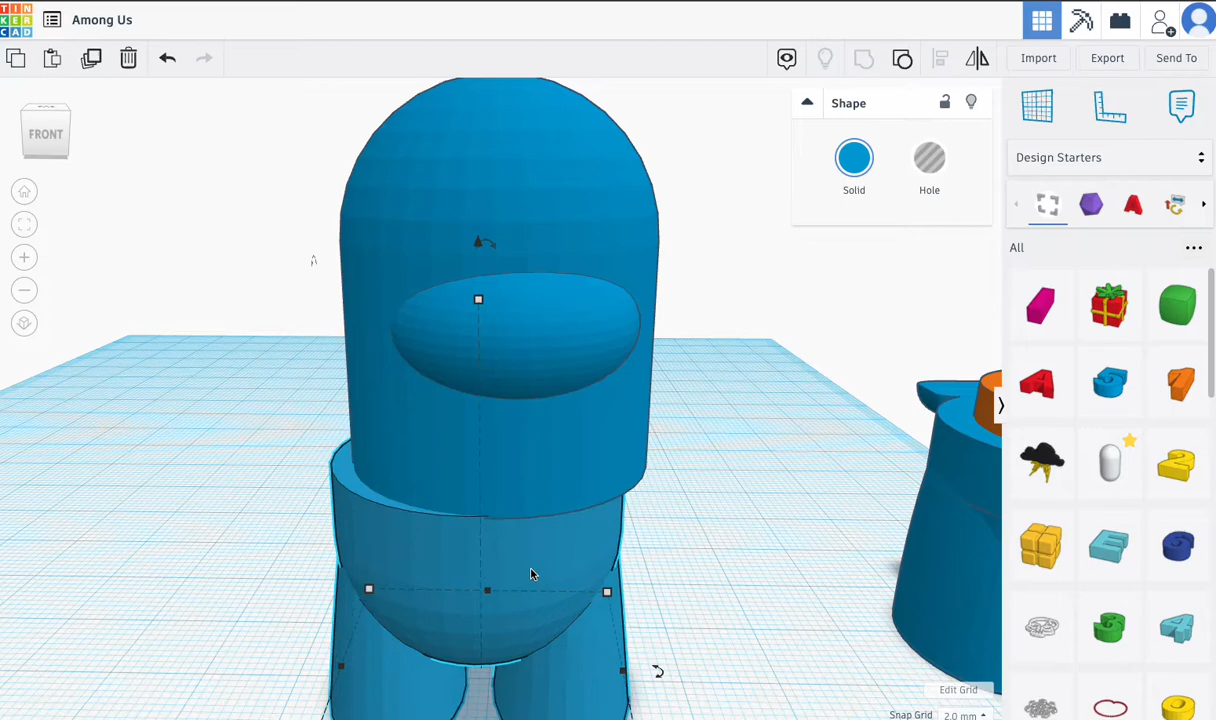 TIN
KER
CAD
Among Us
Import
Export
Send To
TOP
FRONT
Shape
Solid
Hole
Design Starters
All
Edit Grid
Snap Grid
2.0 mm